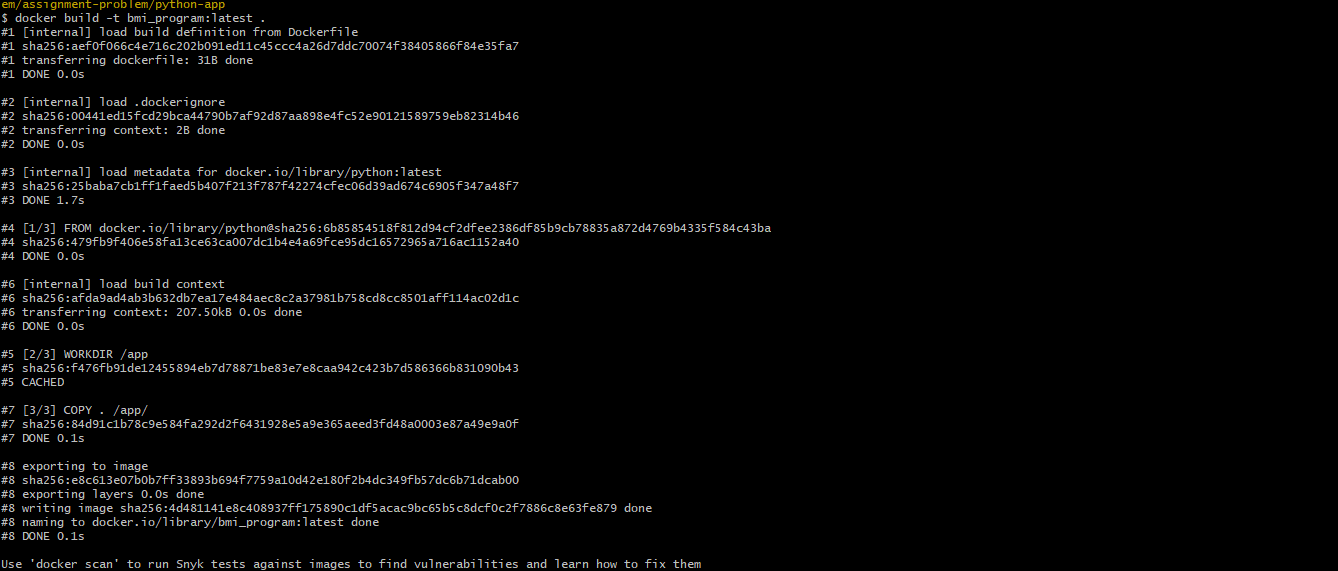 em/assignment-problem/python-app
$ docker build -t bmi_program:latest .
#1 [internal] load build definition from Dockerfile
#1 sha256:aef0f066c4e716c202b091ed11c45ccc4a26d7ddc70074f38405866f84e35fa7
#1 transferring dockerfile: 31B done
#1 DONE 0.0s

#2 [internal] load .dockerignore
#2 sha256:00441ed15fcd29bca44790b7af92d87aa898e4fc52e90121589759eb82314b46
#2 transferring context: 2B done
#2 DONE 0.0s

#3 [internal] load metadata for docker.io/library/python:latest
#3 sha256:25baba7cb1ff1faed5b407f213f787f42274cfec06d39ad674c6905f347a48f7
#3 DONE 1.7s

#4 [1/3] FROM docker.io/library/python@sha256:6b85854518f812d94cf2dfee2386df85b9cb78835a872d4769b4335f584c43ba
#4 sha256:479fb9f406e58fa13ce63ca007dc1b4e4a69fce95dc16572965a716ac1152a40
#4 DONE 0.0s

#6 [internal] load build context
#6 sha256:afda9ad4ab3b632db7ea17e484aec8c2a37981b758cd8cc8501aff114ac02d1c
#6 transferring context: 207.50kB 0.0s done
#6 DONE 0.0s

#5 [2/3] WORKDIR /app
#5 sha256:f476fb91de12455894eb7d78871be83e7e8caa942c423b7d586366b831090b43
#5 CACHED

#7 [3/3] COPY . /app/
#7 sha256:84d91c1b78c9e584fa292d2f6431928e5a9e365aeed3fd48a0003e87a49e9a0f
#7 DONE 0.1s

#8 exporting to image
#8 sha256:e8c613e07b0b7ff33893b694f7759a10d42e180f2b4dc349fb57dc6b71dcab00
#8 exporting layers 0.0s done
#8 writing image sha256:4d481141e8c408937ff175890c1df5acac9bc65b5c8dcf0c2f7886c8e63fe879 done
#8 naming to docker.io/library/bmi_program:latest done
#8 DONE 0.1s

Use 'docker scan' to run Snyk tests against images to find vulnerabilities and learn how to fix them